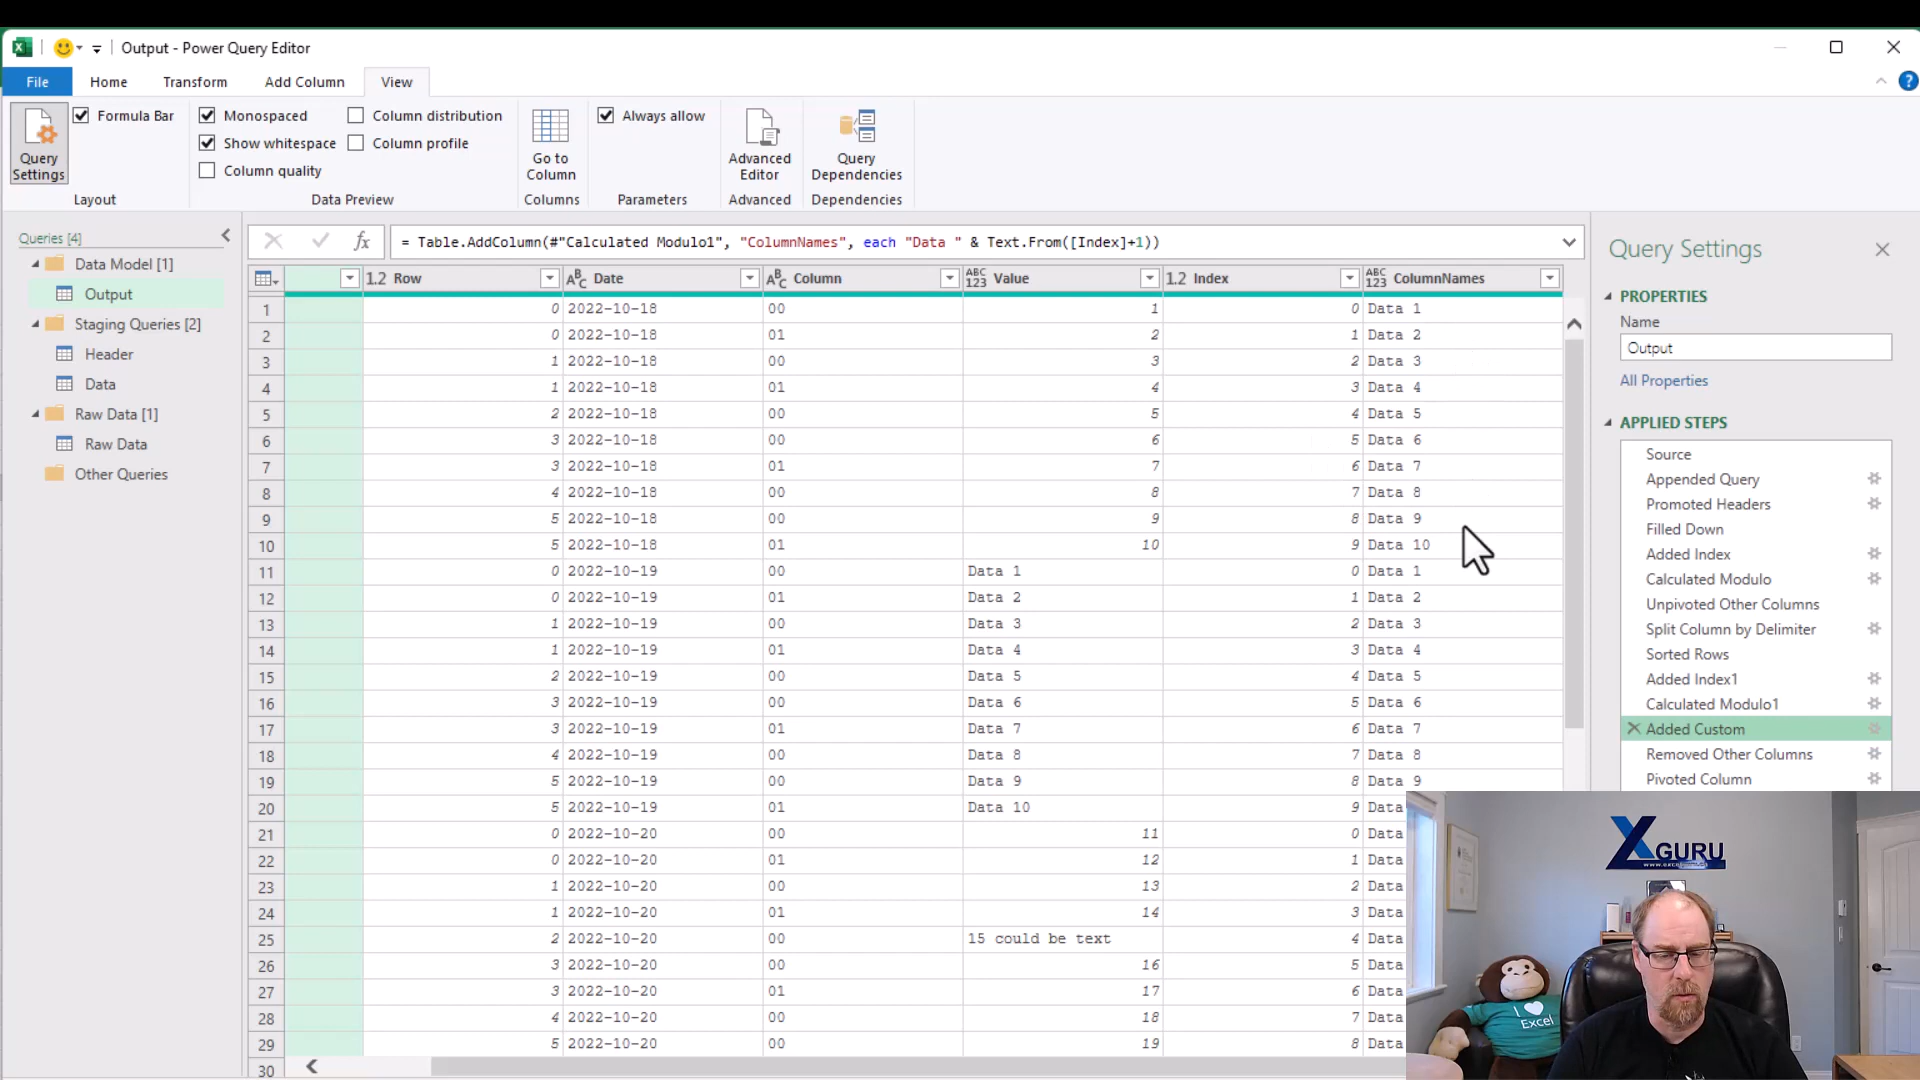 Output - Power Query Editor
File
Home
Transform
Add Column
View
Query Settings
Formula Bar
Layout
Monospaced
Show whitespace
Column quality
Column distribution
Column profile
Data Preview
Go to Column
Columns
Always allow
Parameters
Advanced Editor
Advanced
Query Dependencies
Dependencies
Queries [4]
Data Model [1]
Output
Staging Queries [2]
Header
Data
Raw Data [1]
Raw Data
Other Queries
fx
= Table.AddColumn(#"Calculated Modulo1", "ColumnNames", each "Data " & Text.From([Index]+1))
1.2 Row ABC Date ABC Column ABC 123 Value 1.2 Index ABC 123 ColumnNames
1 0 2022-10-18 00 1 0 Data 1
2 0 2022-10-18 01 2 1 Data 2
3 1 2022-10-18 00 3 2 Data 3
4 1 2022-10-18 01 4 3 Data 4
5 2 2022-10-18 00 5 4 Data 5
6 3 2022-10-18 00 6 5 Data 6
7 3 2022-10-18 01 7 6 Data 7
8 4 2022-10-18 00 8 7 Data 8
9 5 2022-10-18 00 9 8 Data 9
10 5 2022-10-18 01 10 9 Data 10
11 0 2022-10-19 00 Data 1 0 Data 1
12 0 2022-10-19 01 Data 2 1 Data 2
13 1 2022-10-19 00 Data 3 2 Data 3
14 1 2022-10-19 01 Data 4 3 Data 4
15 2 2022-10-19 00 Data 5 4 Data 5
16 3 2022-10-19 00 Data 6 5 Data 6
17 3 2022-10-19 01 Data 7 6 Data 7
18 4 2022-10-19 00 Data 8 7 Data 8
19 5 2022-10-19 00 Data 9 8 Data 9
20 5 2022-10-19 01 Data 10 9 Data
21 0 2022-10-20 00 11 0 Data
22 0 2022-10-20 01 12 1 Data
23 1 2022-10-20 00 13 2 Data
24 1 2022-10-20 01 14 3 Data
25 2 2022-10-20 00 15 could be text 4 Data
26 3 2022-10-20 00 16 5 Data
27 3 2022-10-20 01 17 6 Data
28 4 2022-10-20 00 18 7 Data
29 5 2022-10-20 00 19 8 Data
30
Query Settings
PROPERTIES
Name
Output
All Properties
APPLIED STEPS
Source
Appended Query
Promoted Headers
Filled Down
Added Index
Calculated Modulo
Unpivoted Other Columns
Split Column by Delimiter
Sorted Rows
Added Index1
Calculated Modulo1
Added Custom
Removed Other Columns
Pivoted Column
X GURU
I ♥
Excel